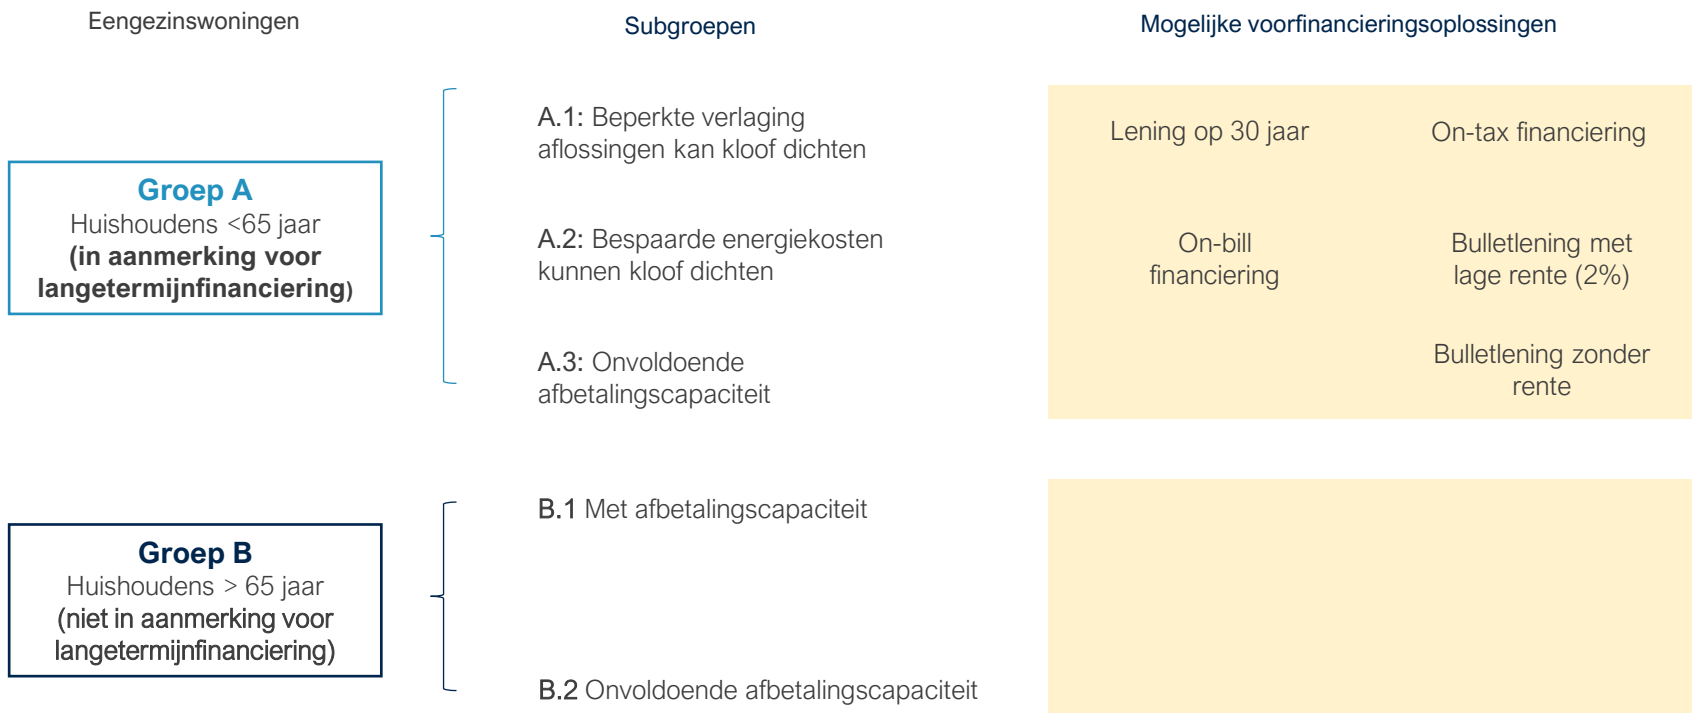 Eengezinswoningen
Subgroepen
Mogelijke voorfinancieringsoplossingen
Groep A
Huishoudens <65 jaar
(in aanmerking voor
langetermijnfinanciering)
A.1: Beperkte verlaging
aflossingen kan kloof dichten
Lening op 30 jaar
On-tax financiering
A.2: Bespaarde energiekosten
kunnen kloof dichten
On-bill
financiering
Bulletlening met
lage rente (2%)
A.3: Onvoldoende
afbetalingscapaciteit
Bulletlening zonder
rente
Groep B
Huishoudens > 65 jaar
(niet in aanmerking voor
langetermijnfinanciering)
B.1 Met afbetalingscapaciteit
B.2 Onvoldoende afbetalingscapaciteit